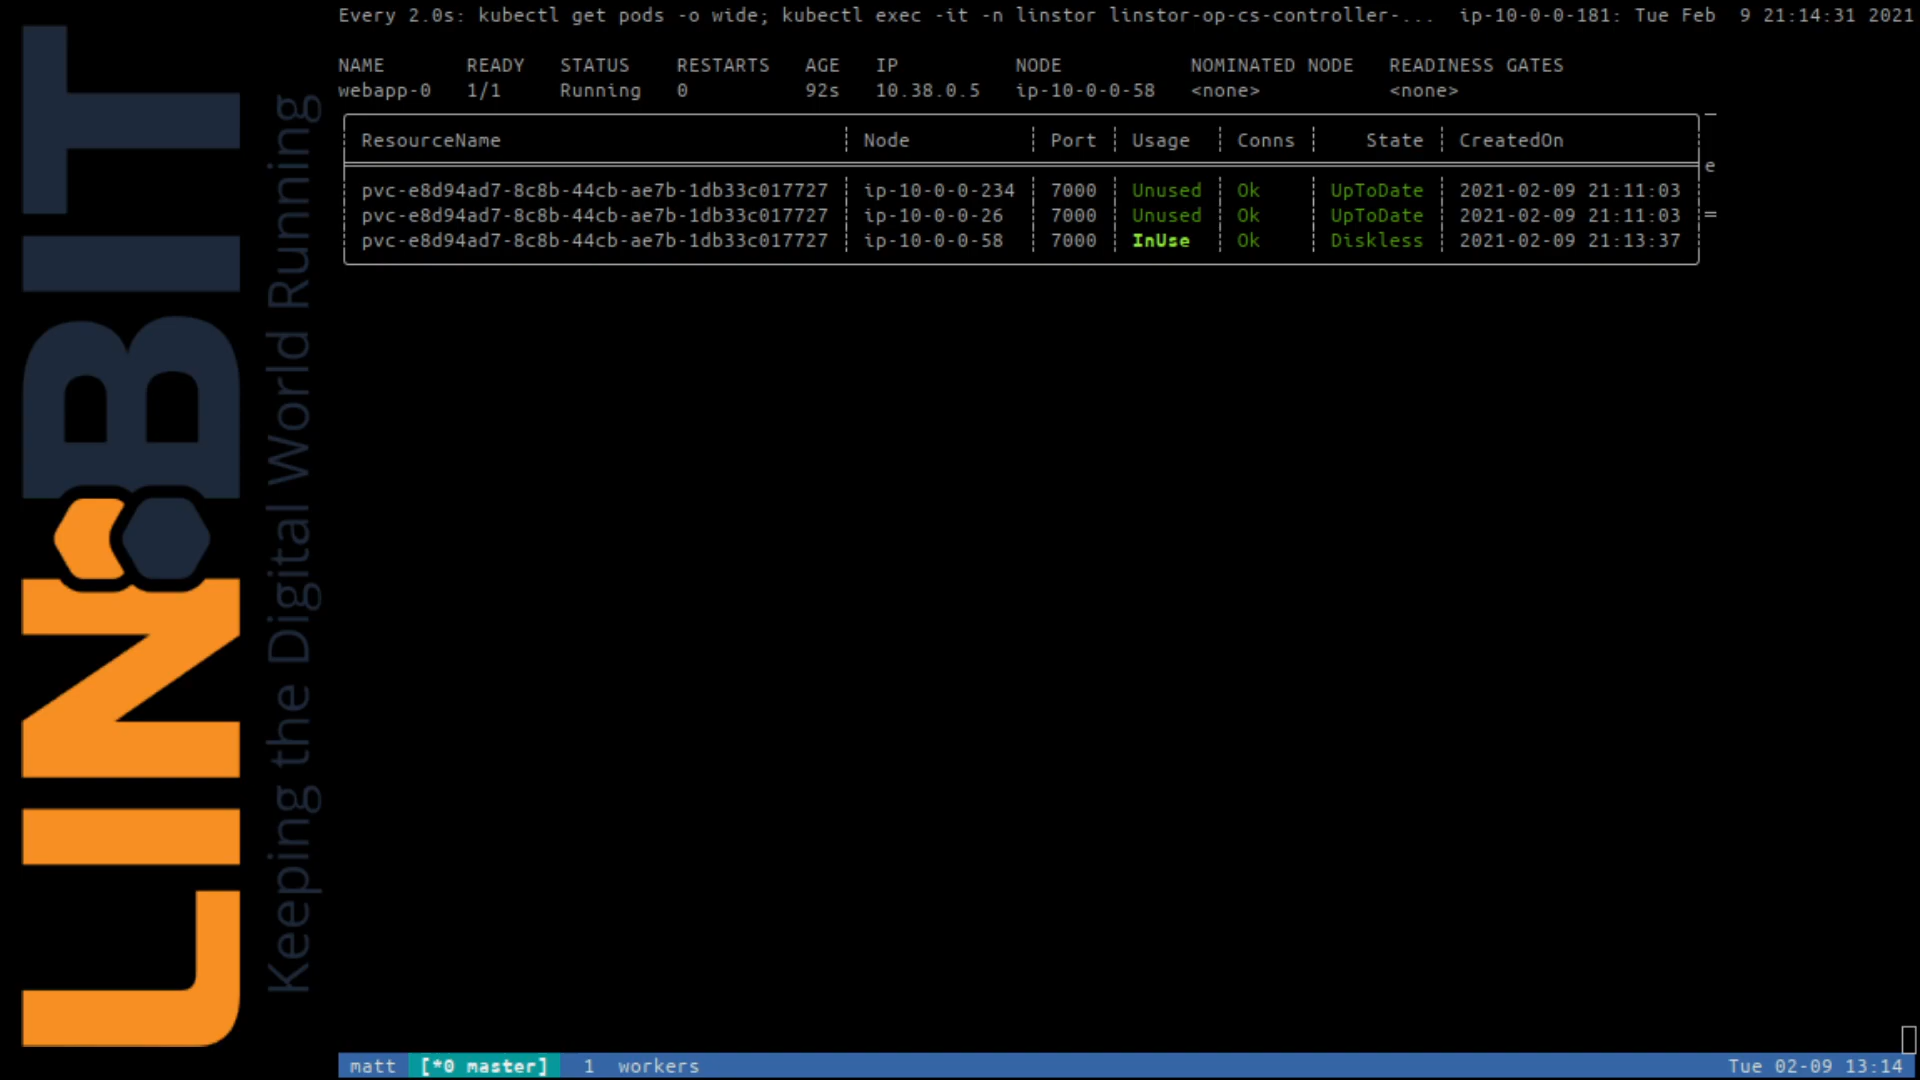 LINBIT
Keeping the Digital World Running
Every 2.0s: kubectl get pods -o wide; kubectl exec -it -n linstor linstor-op-cs-controller-... ip-10-0-0-181: Tue Feb  9 21:14:31 2021
NAME READY STATUS RESTARTS AGE IP NODE NOMINATED NODE READINESS GATES
webapp-0 1/1 Running 0 92s 10.38.0.5 ip-10-0-0-58 <none> <none>
ResourceName Node Port Usage Conns State CreatedOn
e
pvc-e8d94ad7-8c8b-44cb-ae7b-1db33c017727 ip-10-0-0-234 7000 Unused Ok UpToDate 2021-02-09 21:11:03
pvc-e8d94ad7-8c8b-44cb-ae7b-1db33c017727 ip-10-0-0-26 7000 Unused Ok UpToDate 2021-02-09 21:11:03 =
pvc-e8d94ad7-8c8b-44cb-ae7b-1db33c017727 ip-10-0-0-58 7000 InUse Ok Diskless 2021-02-09 21:13:37
matt [*0 master] 1 workers Tue 02-09 13:14